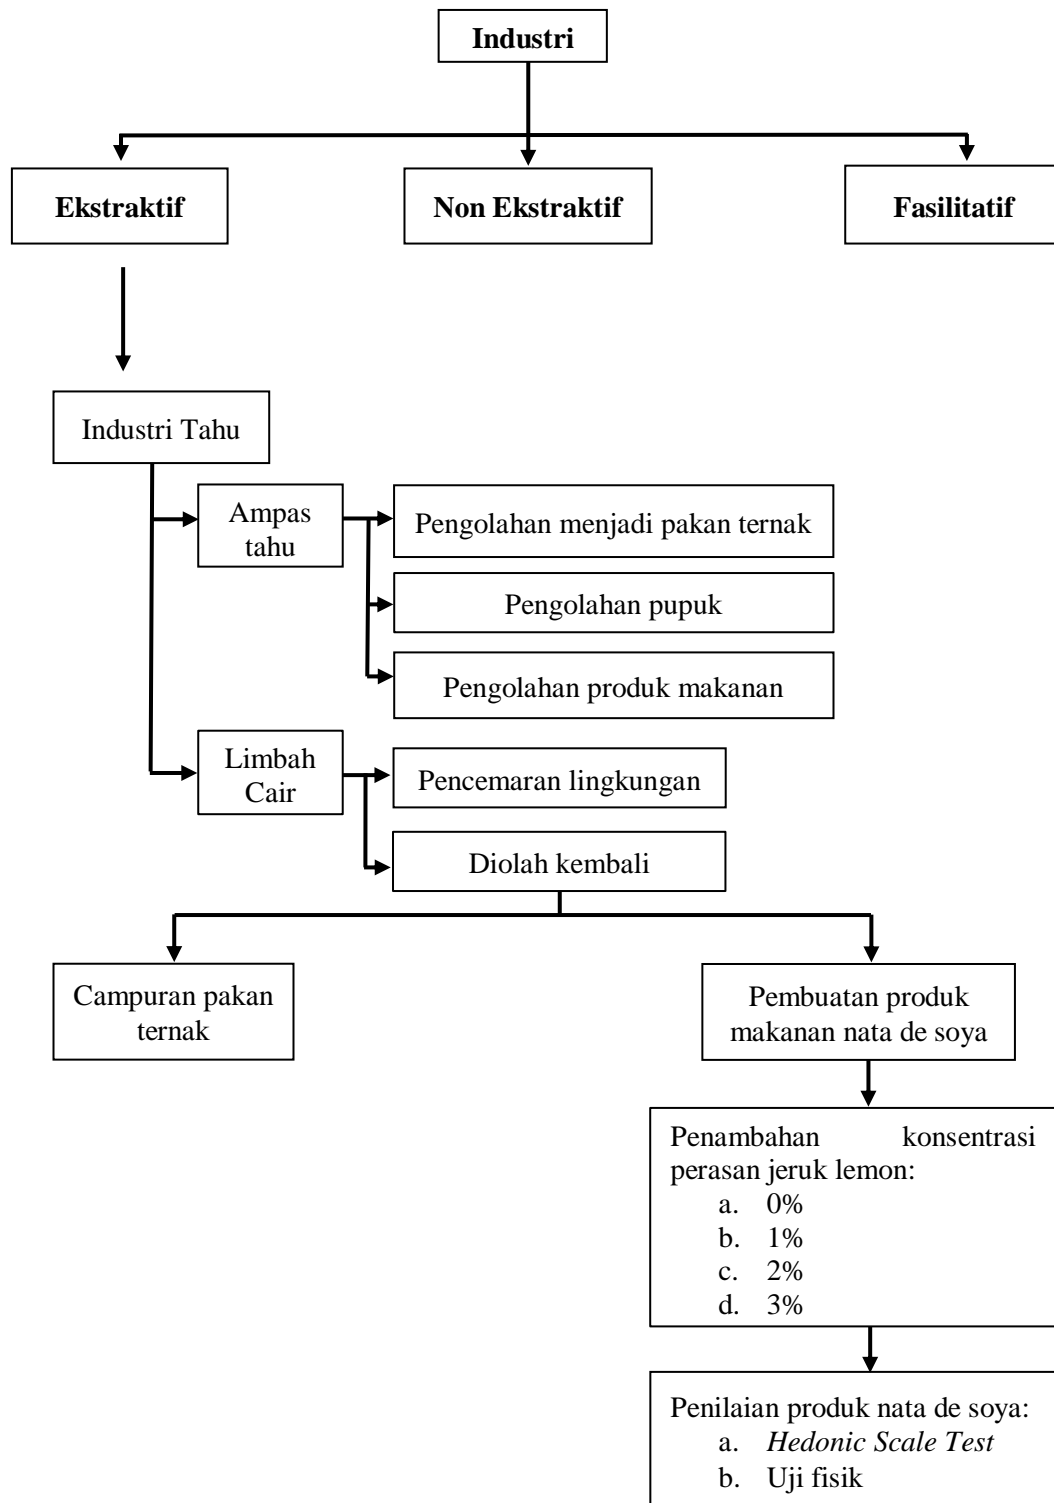 Industri
Ekstraktif
Non Ekstraktif
Fasilitatif
Industri Tahu
Ampas
tahu
Pengolahan menjadi pakan ternak
Pengolahan pupuk
Pengolahan produk makanan
Limbah
Cair
Pencemaran lingkungan
Diolah kembali
Campuran pakan
ternak
Pembuatan produk
makanan nata de soya
Penambahan konsentrasi
perasan jeruk lemon:
a. 0%
b. 1%
c. 2%
d. 3%
Penilaian produk nata de soya:
a. Hedonic Scale Test
b. Uji fisik